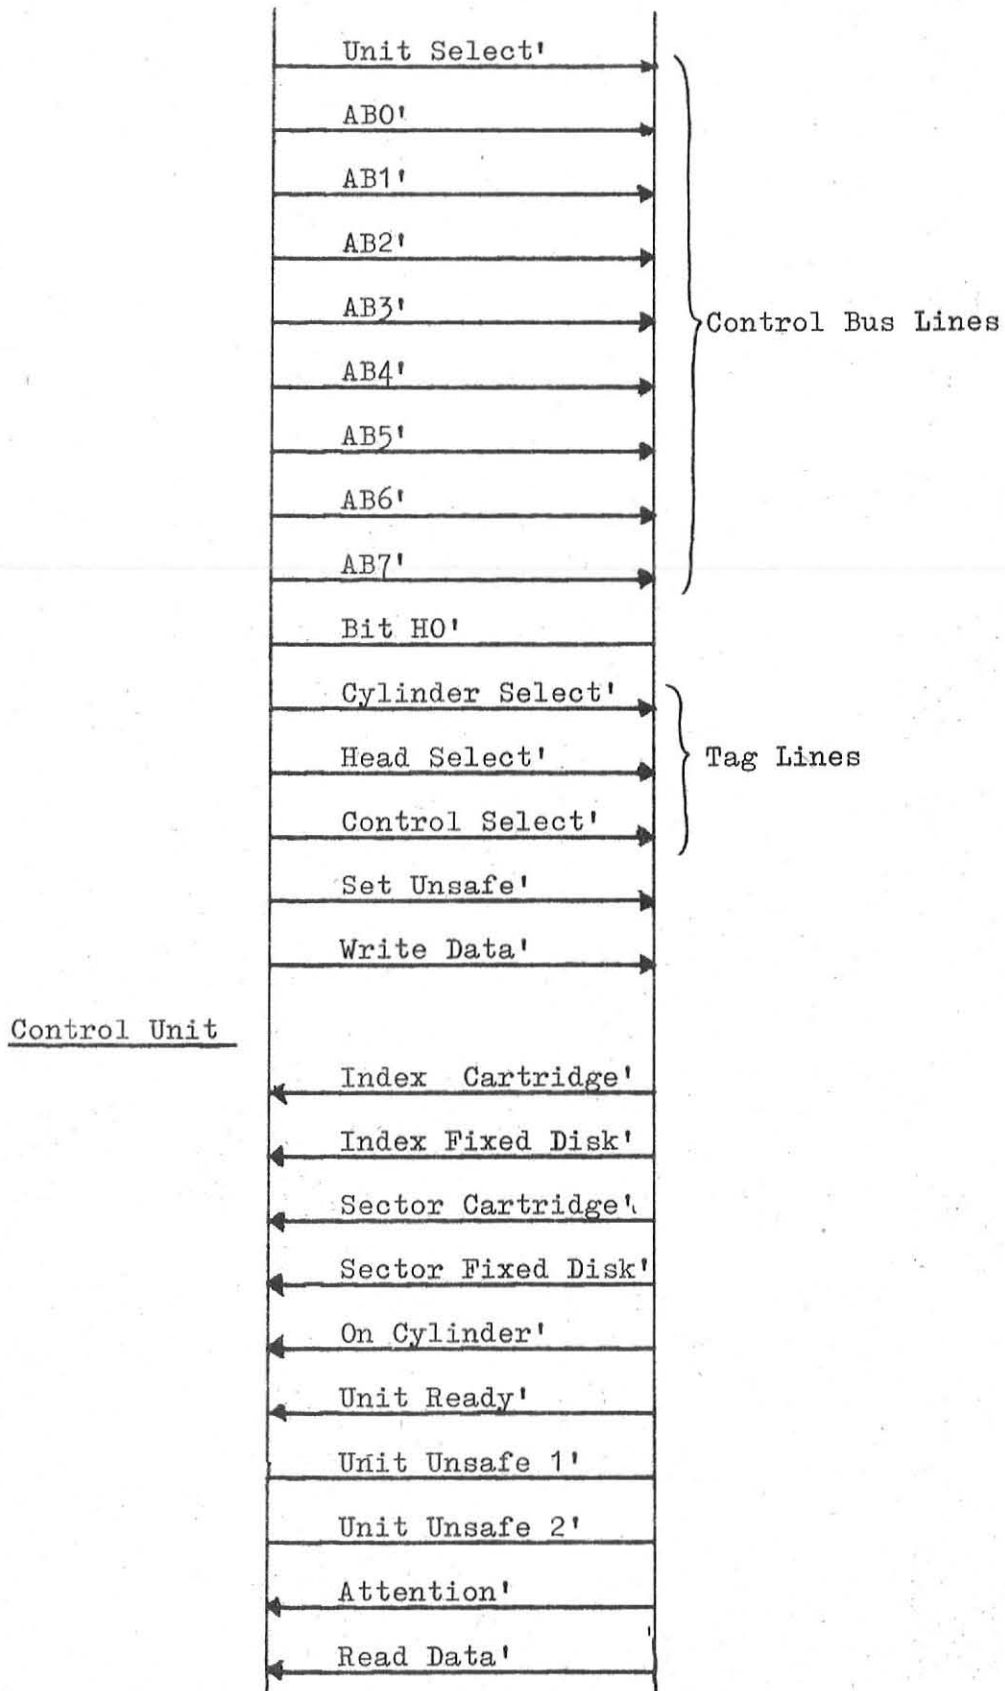 Unit Select'
AB0'
AB1'
AB2'
AB3'
Control Bus Lines
AB4'
AB5'
AB6'
AB7'
Bit H0'
Cylinder Select'
Head Select'
Tag Lines
Control Select'
Set Unsafe'
Write Data'
Control Unit
Index Cartridge'
Index Fixed Disk'
Sector Cartridge'
Sector Fixed Disk'
On Cylinder'
Unit Ready'
Unit Unsafe 1'
Unit Unsafe 2'
Attention'
Read Data'